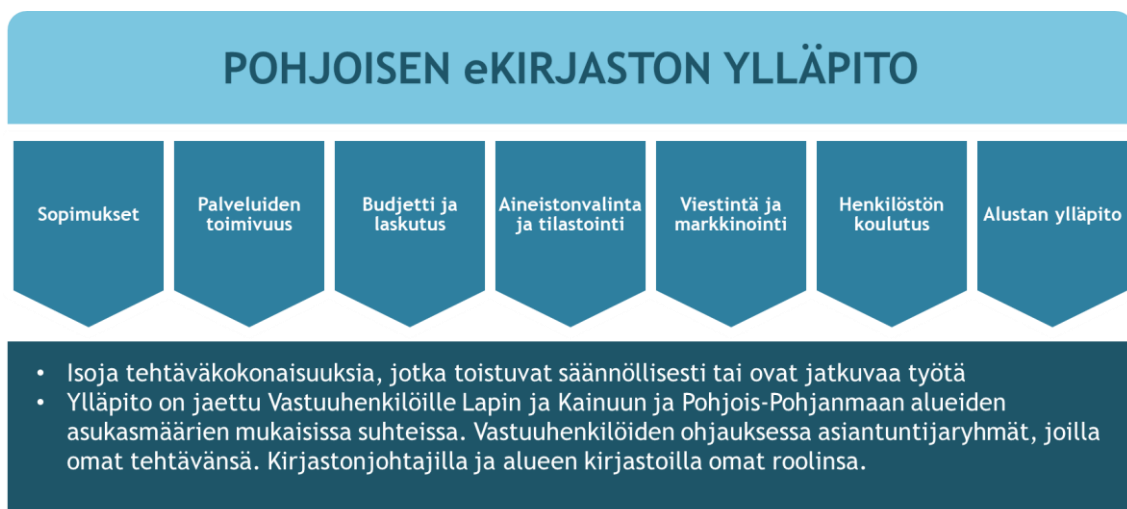 POHJOISEN eKIRJASTON YLLÄPITO
Sopimukset
Palveluiden
toimivuus
Budjetti ja
laskutus
Aineistonvalinta
ja tilastointi
Viestintä ja
markkinointi
Henkilöstön
koulutus
Alustan ylläpito
• Isoja tehtäväkokonaisuuksia, jotka toistuvat säännöllisesti tai ovat jatkuvaa työtä
• Ylläpito on jaettu Vastuuhenkilöille Lapin ja Kainuun ja Pohjois-Pohjanmaan alueiden
asukasmäärien mukaisissa suhteissa. Vastuuhenkilöiden ohjauksessa asiantuntijaryhmät, joilla
omat tehtävänsä. Kirjastonjohtajilla ja alueen kirjastoilla omat roolinsa.